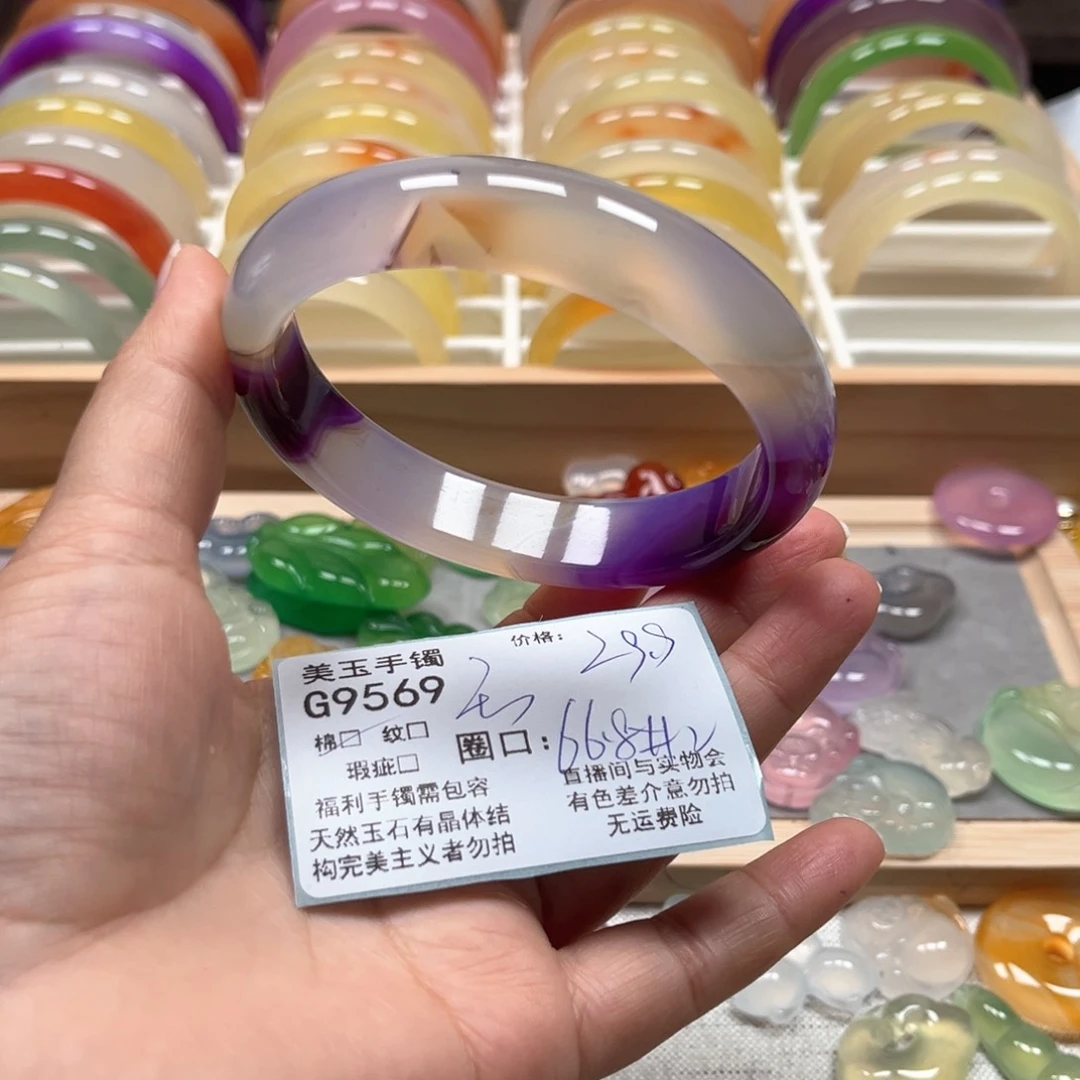 价格: 298
美玉手镯
G9569
棉□ 纹□
圈口:
瑕疵□
福利手镯需包容
天然玉石有晶体结
构完美主义者勿拍
直播间与实物会
有色差介意勿拍
无运费险